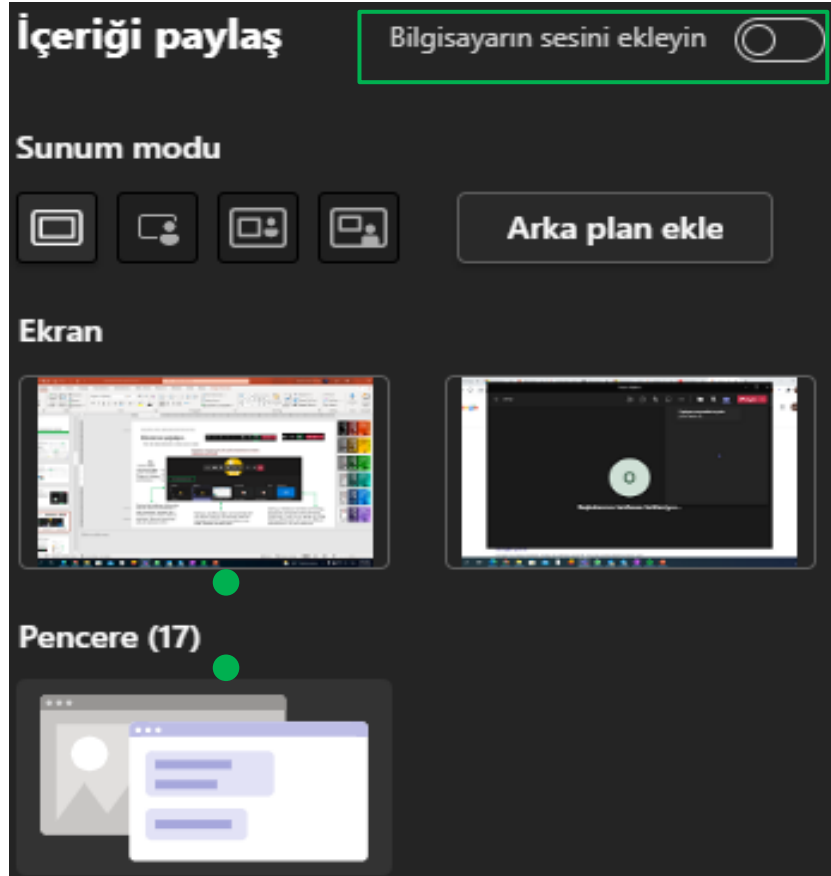 İçeriği paylaş
Bilgisayarın sesini ekleyin
Sunum modu
Arka plan ekle
Ekran
O
Pencere (17)